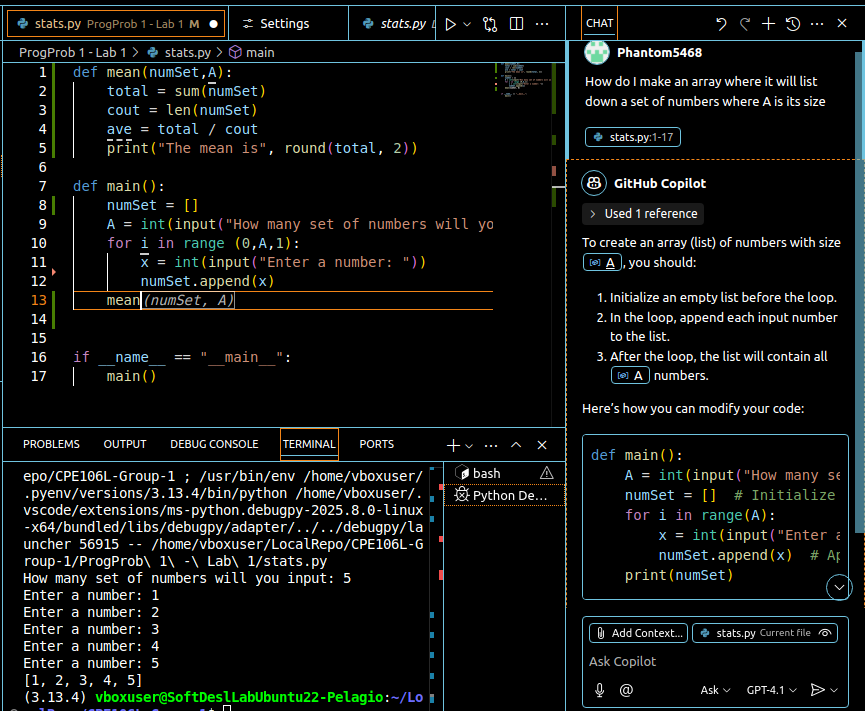 stats.py ProgProb 1 - Lab 1 M
Settings
stats.py
ProgProb 1 - Lab 1 > stats.py > main
1 def mean(numSet,A):
2 total = sum(numSet)
3 cout = len(numSet)
4 ave = total / cout
5 print("The mean is", round(total, 2))
6
7 def main():
8 numSet = []
9 A = int(input("How many set of numbers will yo
10 for i in range (0,A,1):
11 x = int(input("Enter a number: "))
12 numSet.append(x)
13 mean(numSet, A)
14
15
16 if __name__ == "__main__":
17 main()
PROBLEMS OUTPUT DEBUG CONSOLE TERMINAL PORTS
epo/CPE106L-Group-1 ; /usr/bin/env /home/vboxuser/
.pyenv/versions/3.13.4/bin/python /home/vboxuser/.
vscode/extensions/ms-python.debugpy-2025.8.0-linux
-x64/bundled/libs/debugpy/adapter/../../debugpy/la
uncher 56915 -- /home/vboxuser/LocalRepo/CPE106L-G
roup-1/ProgProb\ 1\ -\ Lab\ 1/stats.py
How many set of numbers will you input: 5
Enter a number: 1
Enter a number: 2
Enter a number: 3
Enter a number: 4
Enter a number: 5
[1, 2, 3, 4, 5]
(3.13.4) vboxuser@SoftDeslLabUbuntu22-Pelagio:~/Lo
bash
Python De...
CHAT
Phantom5468
How do I make an array where it will list
down a set of numbers where A is its size
stats.py:1-17
GitHub Copilot
> Used 1 reference
To create an array (list) of numbers with size
A , you should:
1. Initialize an empty list before the loop.
2. In the loop, append each input number
to the list.
3. After the loop, the list will contain all
A numbers.
Here's how you can modify your code:
def main():
A = int(input("How many se
numSet = [] # Initialize
for i in range(A):
x = int(input("Enter a
numSet.append(x) # Ap
print(numSet)
Add Context...
stats.py Current file
Ask Copilot
@ Ask GPT-4.1